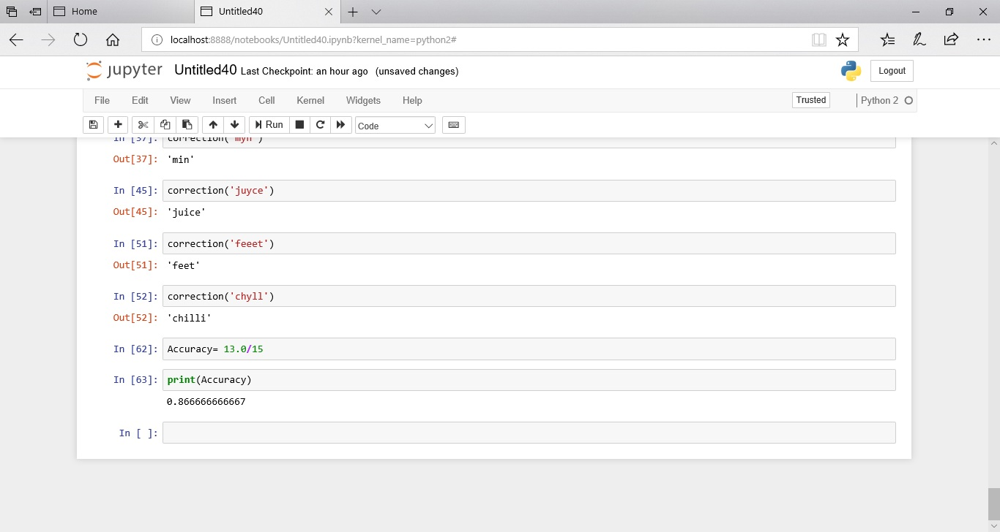 Home
Untitled40
localhost:8888/notebooks/Untitled40.ipynb?kernel_name=python2#
jupyter Untitled40 Last Checkpoint: an hour ago (unsaved changes)
Logout
File Edit View Insert Cell Kernel Widgets Help
Trusted
Python 2
Run
Code
In [37]: correction('myn')
Out[37]: 'min'
In [45]: correction('juyce')
Out[45]: 'juice'
In [51]: correction('feeet')
Out[51]: 'feet'
In [52]: correction('chyll')
Out[52]: 'chilli'
In [62]: Accuracy= 13.0/15
In [63]: print(Accuracy)
0.866666666667
In [ ]: